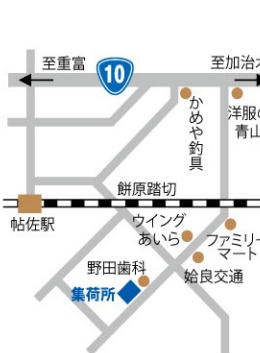 至重富
10
至加治木
かめや釣具
洋服の
青山
餅原踏切
帖佐駅
ウイング
あいら
ファミリー
マート
野田歯科
姶良交通
集荷所